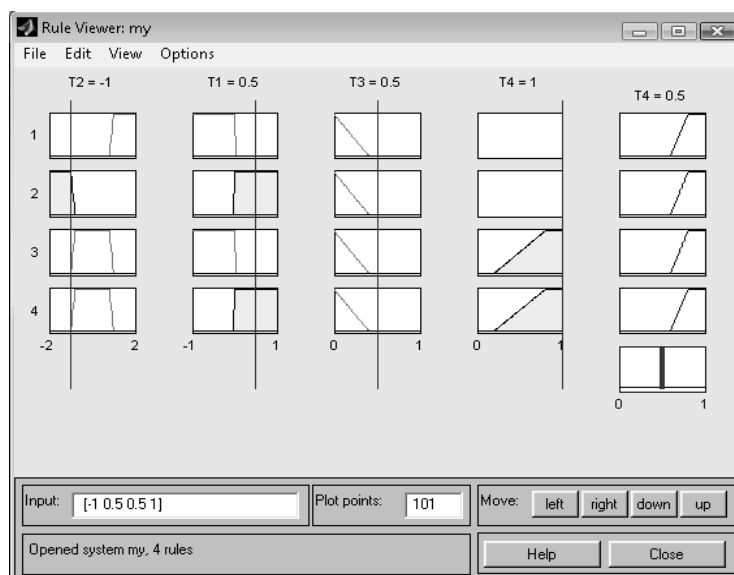 Rule Viewer: my
File Edit View Options
T2 = -1 T1 = 0.5 T3 = 0.5 T4 = 1 T4 = 0.5
1
2
3
4
-2 2 -1 1 0 1 0 1
0 1
Input: [-1 0.5 0.5 1] Plot points: 101 Move: left right down up
Opened system my, 4 rules Help Close